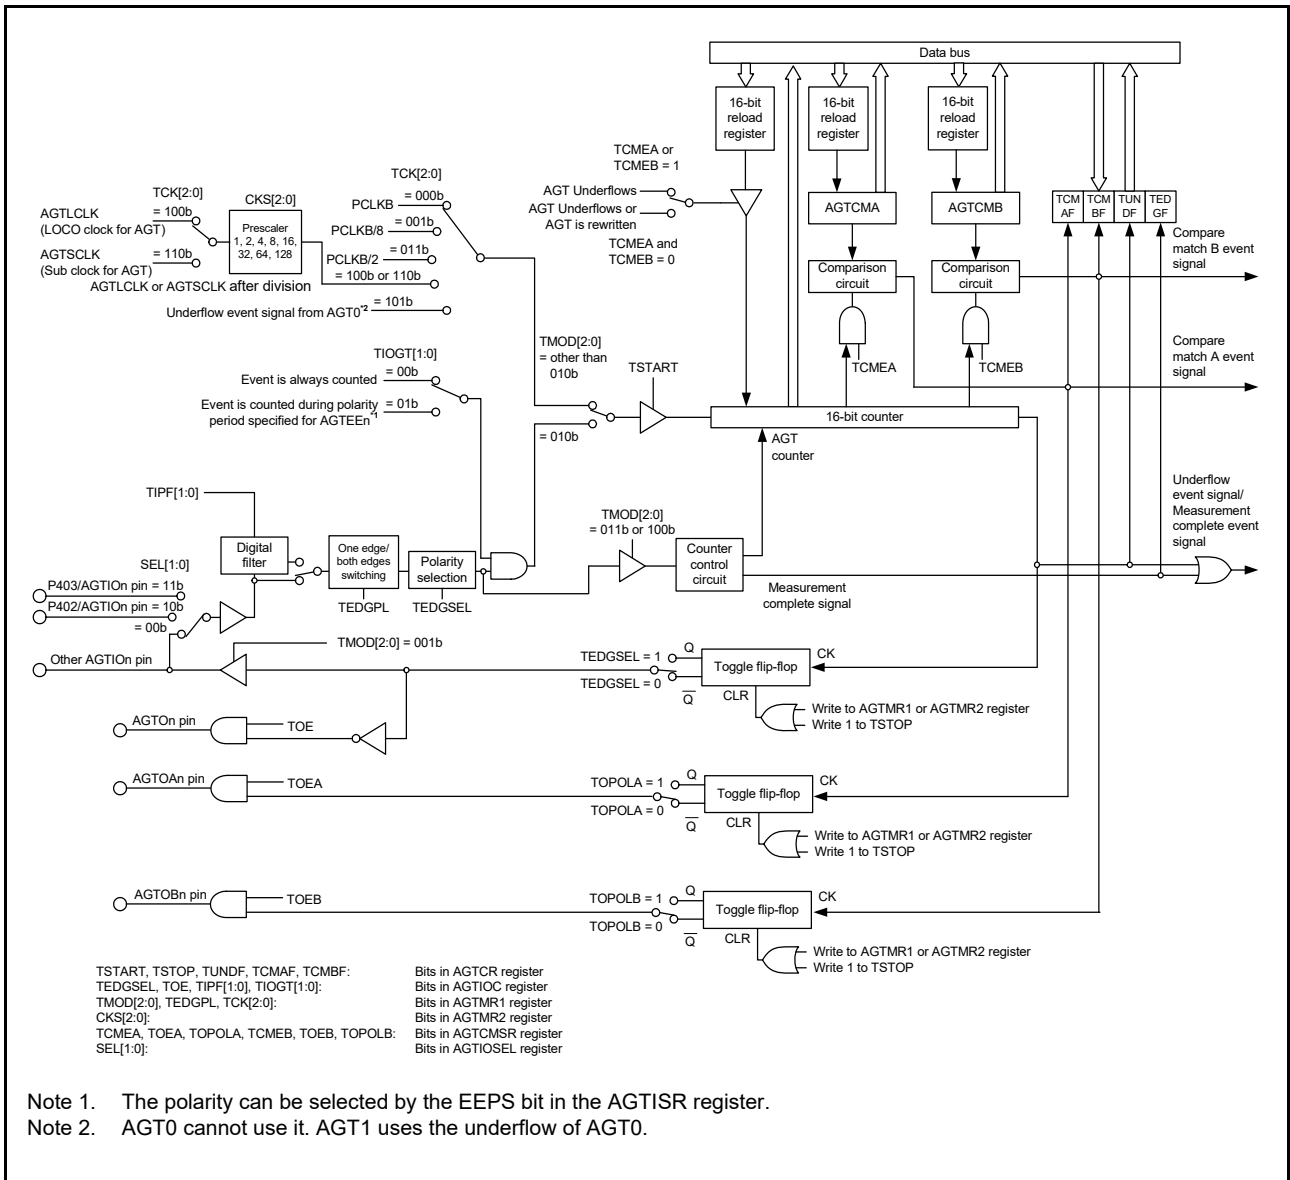 Data bus
16-bit
reload
register
16-bit
reload
register
16-bit
reload
register
TCMEA or
TCMEB = 1
AGT Underflows
AGT Underflows or
AGT is rewritten
TCMEA and
TCMEB = 0
AGTCMA
AGTCMB
TCM
AF
TCM
BF
TUN
DF
TED
GF
Comparison
circuit
Comparison
circuit
TCMEA
TCMEB
Compare
match B event
signal
Compare
match A event
signal
Underflow
event signal/
Measurement
complete event
signal
TCK[2:0]
AGTLCLK
(LOCO clock for AGT)
= 100b
AGTSCLK
(Sub clock for AGT)
= 110b
CKS[2:0]
Prescaler
1, 2, 4, 8, 16,
32, 64, 128
TCK[2:0]
PCLKB
= 000b
PCLKB/8
= 001b
PCLKB/2
= 011b
= 100b or 110b
AGTLCLK or AGTSCLK after division
Underflow event signal from AGT0*2
= 101b
TIOGT[1:0]
Event is always counted
= 00b
Event is counted during polarity
period specified for AGTEEn*1
= 01b
TMOD[2:0]
= other than
010b
= 010b
TSTART
16-bit counter
AGT
counter
TIPF[1:0]
Digital
filter
SEL[1:0]
P403/AGTIOn pin = 11b
P402/AGTIOn pin = 10b
= 00b
Other AGTIOn pin
One edge/
both edges
switching
TEDGPL
Polarity
selection
TEDGSEL
TMOD[2:0]
= 011b or 100b
Counter
control
circuit
Measurement
complete signal
TMOD[2:0] = 001b
TEDGSEL = 1
TEDGSEL = 0
Q
Q
Toggle flip-flop
CK
CLR
Write to AGTMR1 or AGTMR2 register
Write 1 to TSTOP
AGTOn pin
TOE
AGTOAn pin
TOEA
TOPOLA = 1
TOPOLA = 0
Q
Q
Toggle flip-flop
CK
CLR
Write to AGTMR1 or AGTMR2 register
Write 1 to TSTOP
AGTOBn pin
TOEB
TOPOLB = 1
TOPOLB = 0
Q
Q
Toggle flip-flop
CK
CLR
Write to AGTMR1 or AGTMR2 register
Write 1 to TSTOP
TSTART, TSTOP, TUNDF, TCMAF, TCMBF: Bits in AGTCR register
TEDGSEL, TOE, TIPF[1:0], TIOGT[1:0]: Bits in AGTIOC register
TMOD[2:0], TEDGPL, TCK[2:0]: Bits in AGTMR1 register
CKS[2:0]: Bits in AGTMR2 register
TCMEA, TOEA, TOPOLA, TCMEB, TOEB, TOPOLB: Bits in AGTCMSR register
SEL[1:0]: Bits in AGTIOSEL register
Note 1. The polarity can be selected by the EEPS bit in the AGTISR register.
Note 2. AGT0 cannot use it. AGT1 uses the underflow of AGT0.